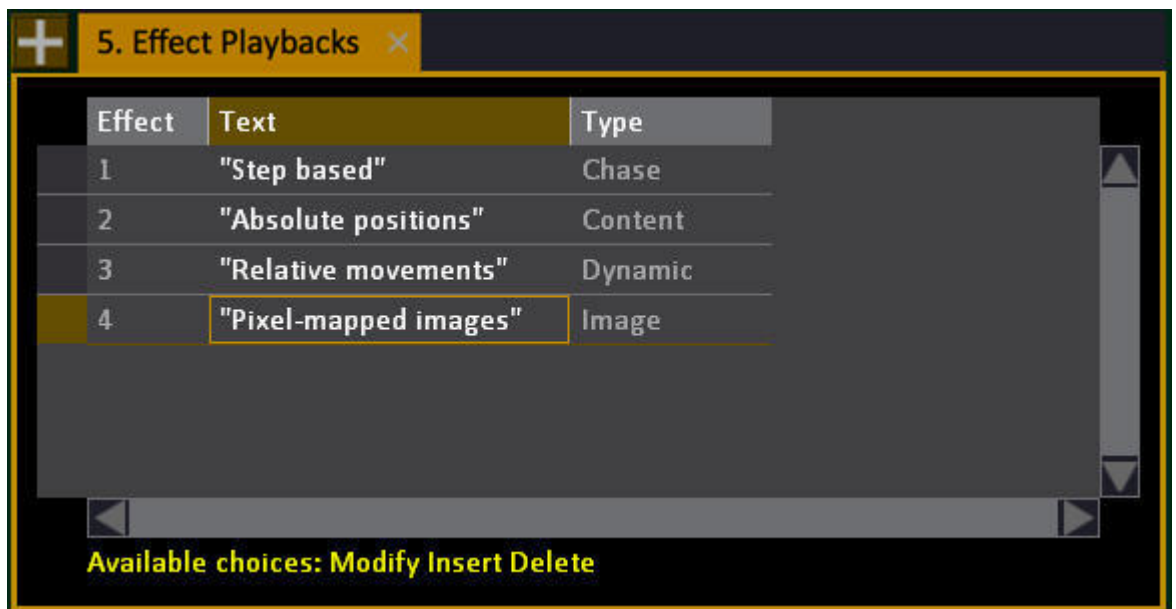 5. Effect Playbacks
Effect Text Type
1 "Step based" Chase
2 "Absolute positions" Content
3 "Relative movements" Dynamic
4 "Pixel-mapped images" Image
Available choices: Modify Insert Delete